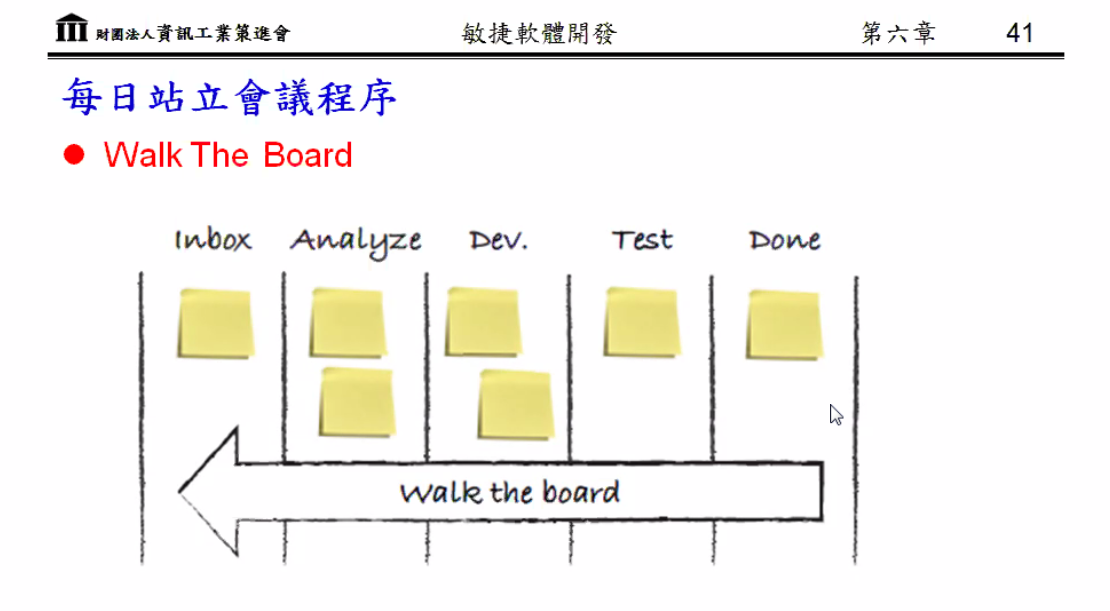 財團法人資訊工業策進會 敏捷軟體開發 第六章 41
每日站立會議程序
● Walk The Board
Inbox Analyze Dev. Test Done
Walk the board